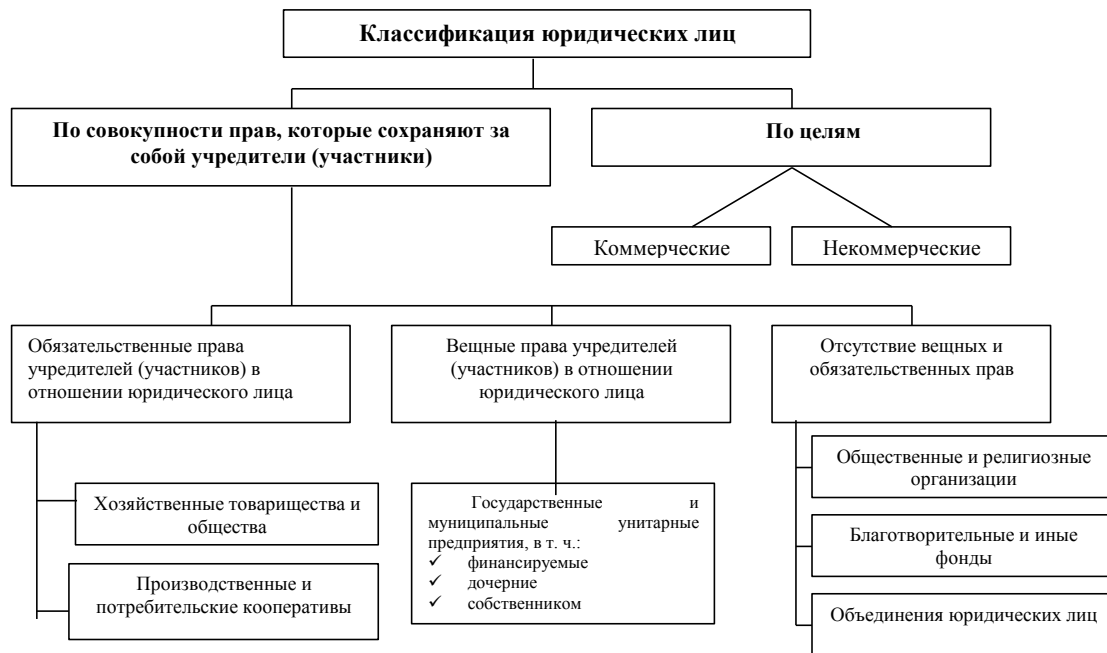 Классификация юридических лиц
По совокупности прав, которые сохраняют за
собой учредители (участники)
По целям
Коммерческие
Некоммерческие
Обязательственные права
учредителей (участников) в
отношении юридического лица
Вещные права учредителей
(участников) в отношении
юридического лица
Отсутствие вещных и
обязательственных прав
Хозяйственные товарищества и
общества
Производственные и
потребительские кооперативы
Государственные и
муниципальные унитарные
предприятия, в т. ч.:
✓ финансируемые
✓ дочерние
✓ собственником
Общественные и религиозные
организации
Благотворительные и иные
фонды
Объединения юридических лиц